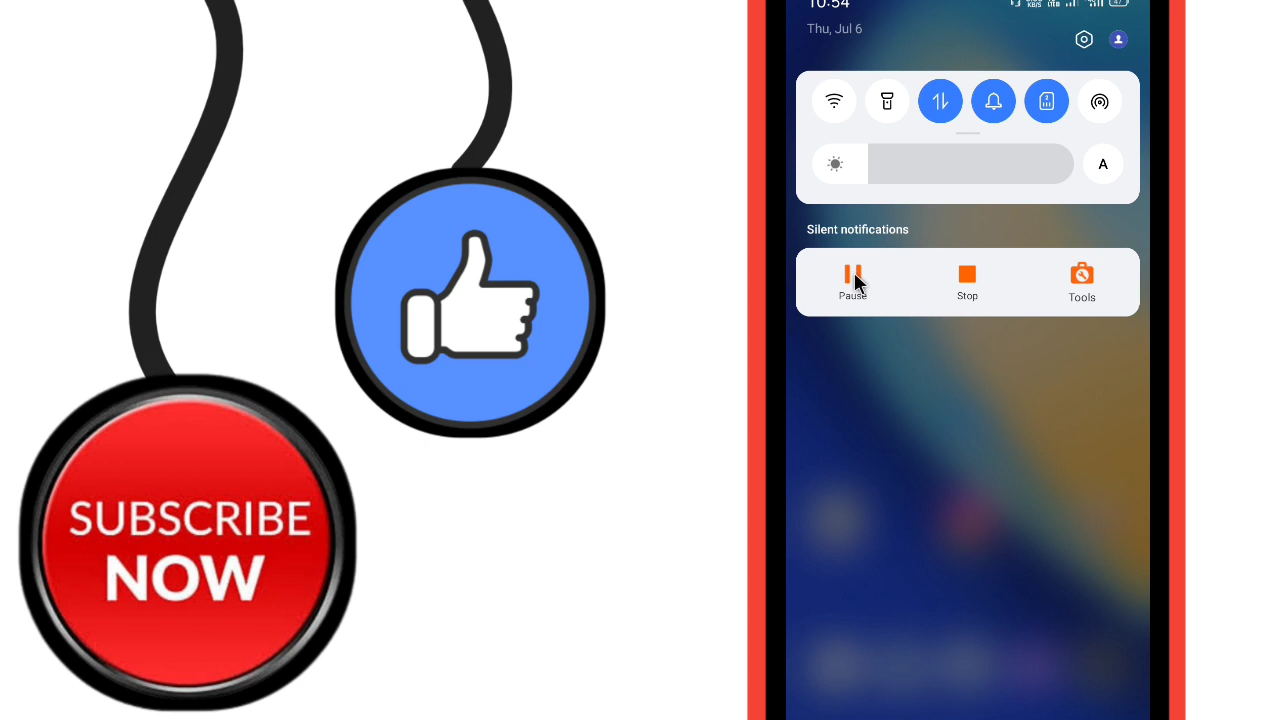 SUBSCRIBE
NOW
10:54
Thu, Jul 6
A
Silent notifications
Pause
Stop
Tools